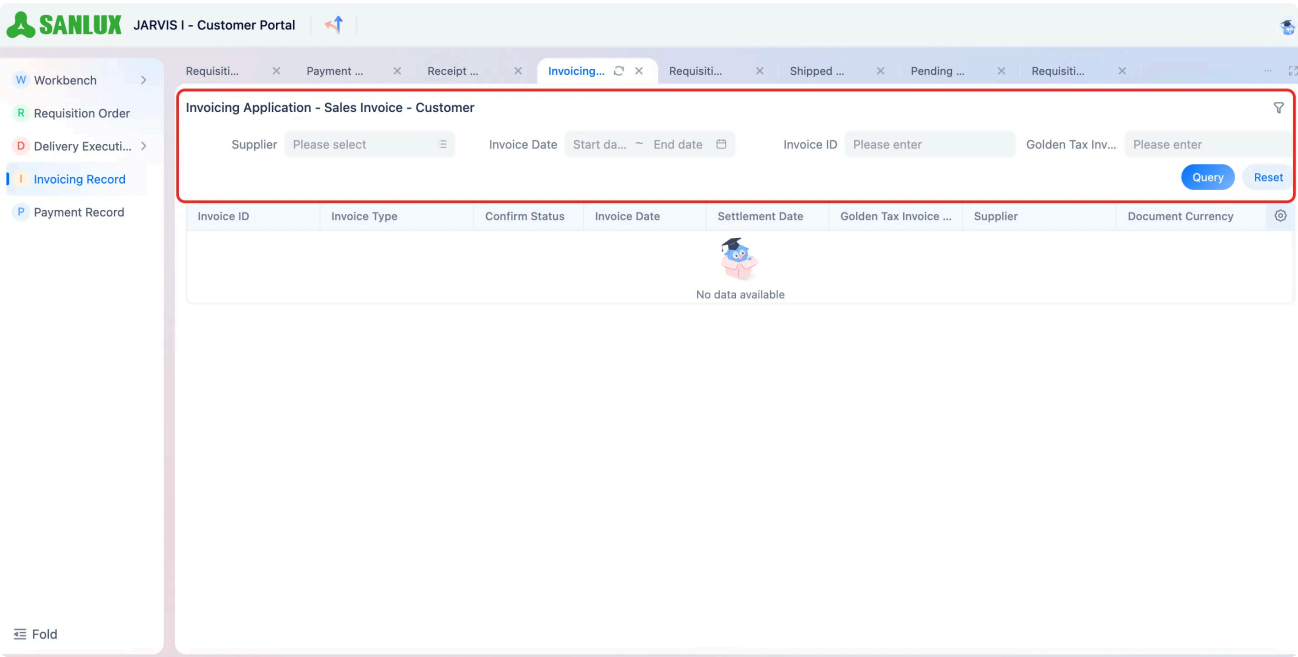 SANLUX JARVIS I - Customer Portal
Requisiti... Payment ... Receipt ... Invoicing... Requisiti... Shipped ... Pending ... Requisiti...
W Workbench
R Requisition Order
D Delivery Executi...
I Invoicing Record
P Payment Record
Invoicing Application - Sales Invoice - Customer
Supplier Please select Invoice Date Start da... ~ End date Invoice ID Please enter Golden Tax Inv... Please enter
Query Reset
Invoice ID Invoice Type Confirm Status Invoice Date Settlement Date Golden Tax Invoice ... Supplier Document Currency
No data available
Fold